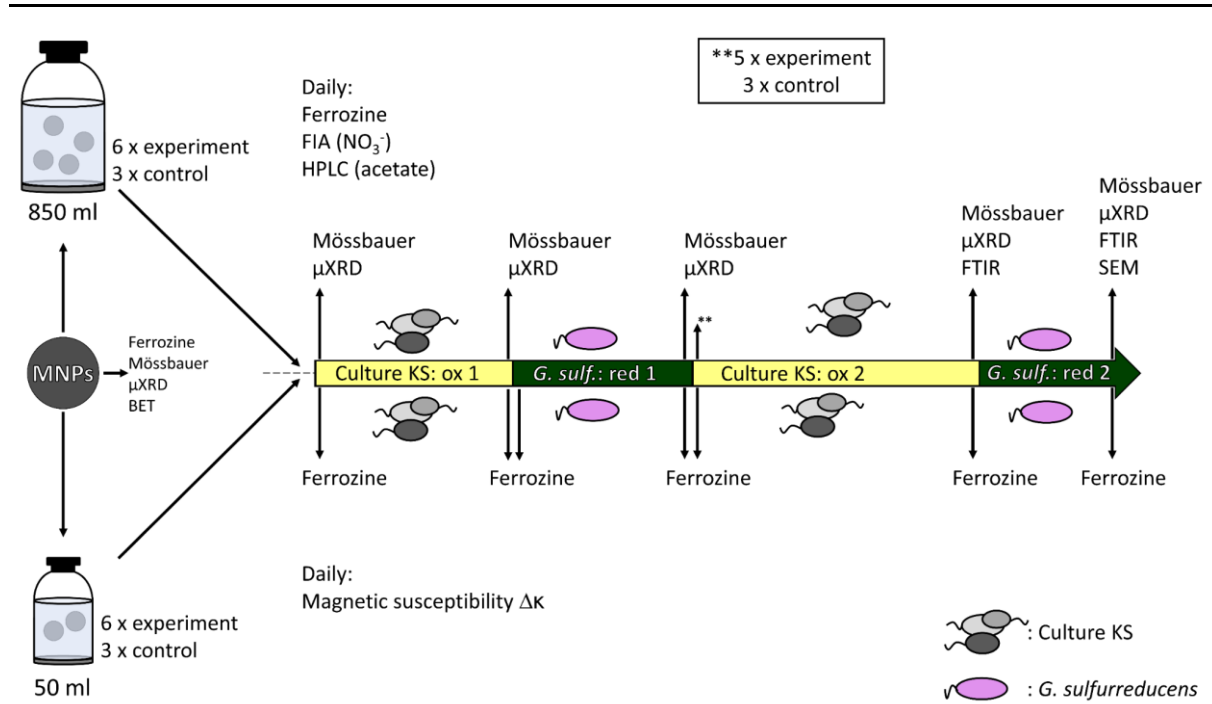 **5 x experiment
3 x control
Daily:
Ferrozine
FIA (NO₃⁻)
HPLC (acetate)
6 x experiment
3 x control
850 ml
Mössbauer
µXRD
Mössbauer
µXRD
Mössbauer
µXRD
Mössbauer
µXRD
FTIR
Mössbauer
µXRD
FTIR
SEM
**
MNPs
Ferrozine
Mössbauer
µXRD
BET
Culture KS: ox 1
G. sulf.: red 1
Culture KS: ox 2
G. sulf.: red 2
Ferrozine
Ferrozine
Ferrozine
Ferrozine
Ferrozine
Daily:
Magnetic susceptibility Δκ
6 x experiment
3 x control
50 ml
: Culture KS
: G. sulfurreducens